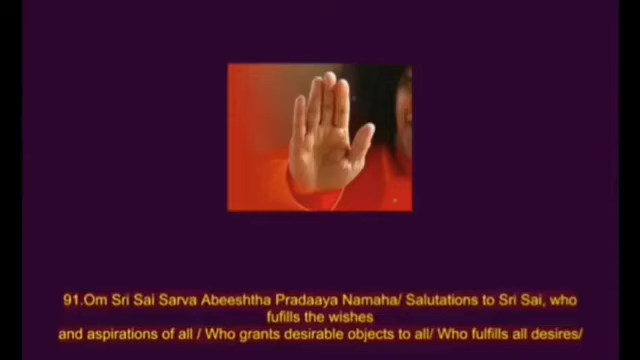 91.Om Sri Sai Sarva Abeeshtha Pradaaya Namaha/ Salutations to Sri Sai, who
fufills the wishes
and aspirations of all / Who grants desirable objects to all/ Who fulfills all desires/